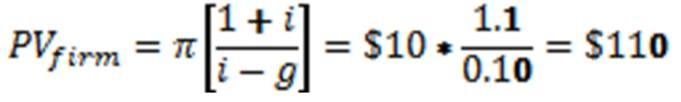 PV_firm = π[(1 + i)/(i − g)] = $10 * 1.1/0.10 = $110